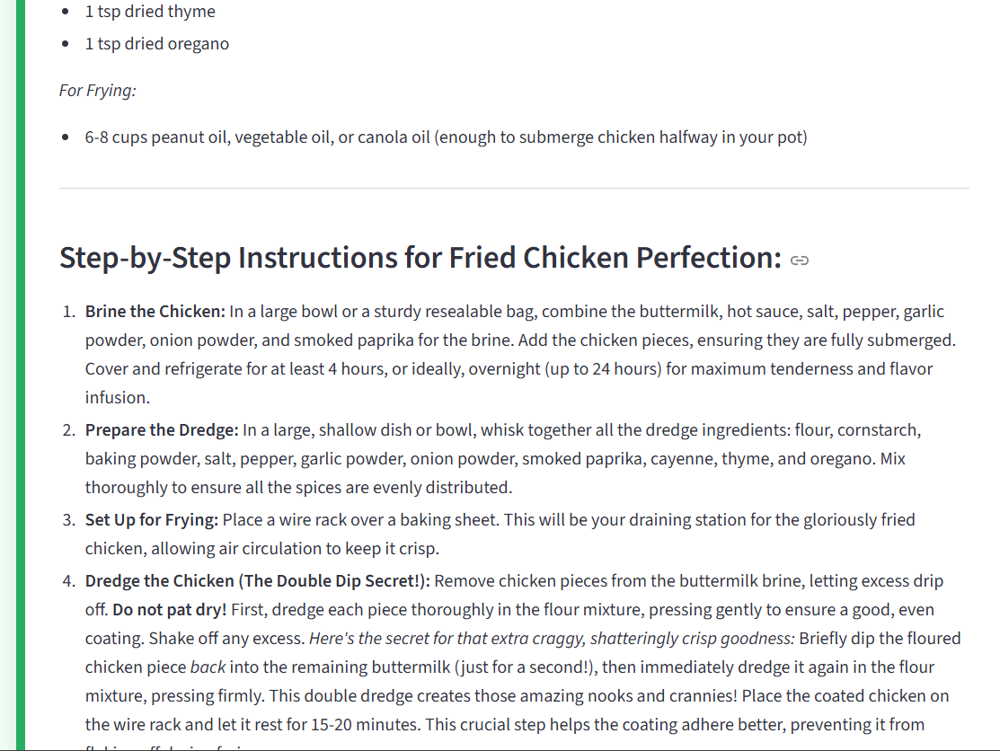 1 tsp dried thyme
1 tsp dried oregano
For Frying:
6-8 cups peanut oil, vegetable oil, or canola oil (enough to submerge chicken halfway in your pot)
Step-by-Step Instructions for Fried Chicken Perfection:
1. Brine the Chicken: In a large bowl or a sturdy resealable bag, combine the buttermilk, hot sauce, salt, pepper, garlic
powder, onion powder, and smoked paprika for the brine. Add the chicken pieces, ensuring they are fully submerged.
Cover and refrigerate for at least 4 hours, or ideally, overnight (up to 24 hours) for maximum tenderness and flavor
infusion.
2. Prepare the Dredge: In a large, shallow dish or bowl, whisk together all the dredge ingredients: flour, cornstarch,
baking powder, salt, pepper, garlic powder, onion powder, smoked paprika, cayenne, thyme, and oregano. Mix
thoroughly to ensure all the spices are evenly distributed.
3. Set Up for Frying: Place a wire rack over a baking sheet. This will be your draining station for the gloriously fried
chicken, allowing air circulation to keep it crisp.
4. Dredge the Chicken (The Double Dip Secret!): Remove chicken pieces from the buttermilk brine, letting excess drip
off. Do not pat dry! First, dredge each piece thoroughly in the flour mixture, pressing gently to ensure a good, even
coating. Shake off any excess. Here's the secret for that extra craggy, shatteringly crisp goodness: Briefly dip the floured
chicken piece back into the remaining buttermilk (just for a second!), then immediately dredge it again in the flour
mixture, pressing firmly. This double dredge creates those amazing nooks and crannies! Place the coated chicken on
the wire rack and let it rest for 15-20 minutes. This crucial step helps the coating adhere better, preventing it from